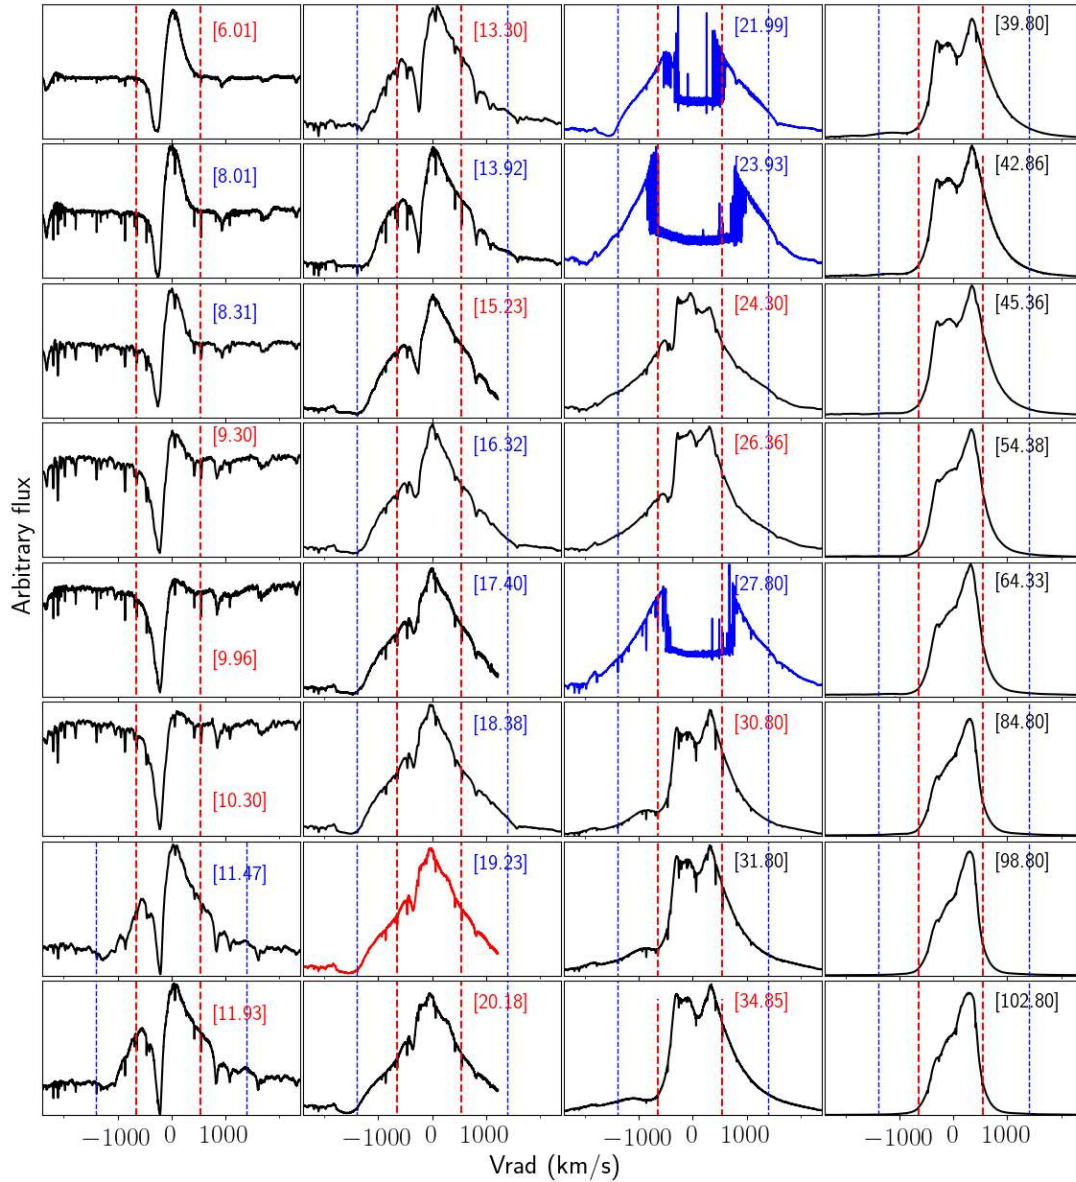 [6.01] [13.30] [21.99] [39.80]
[8.01] [13.92] [23.93] [42.86]
[8.31] [15.23] [24.30] [45.36]
[9.30] [16.32] [26.36] [54.38]
Arbitrary flux
[9.96] [17.40] [27.80] [64.33]
[10.30] [18.38] [30.80] [84.80]
[11.47] [19.23] [31.80] [98.80]
[11.93] [20.18] [34.85] [102.80]
−1000 0 1000 −1000 0 1000 −1000 0 1000 −1000 0 1000
Vrad (km/s)